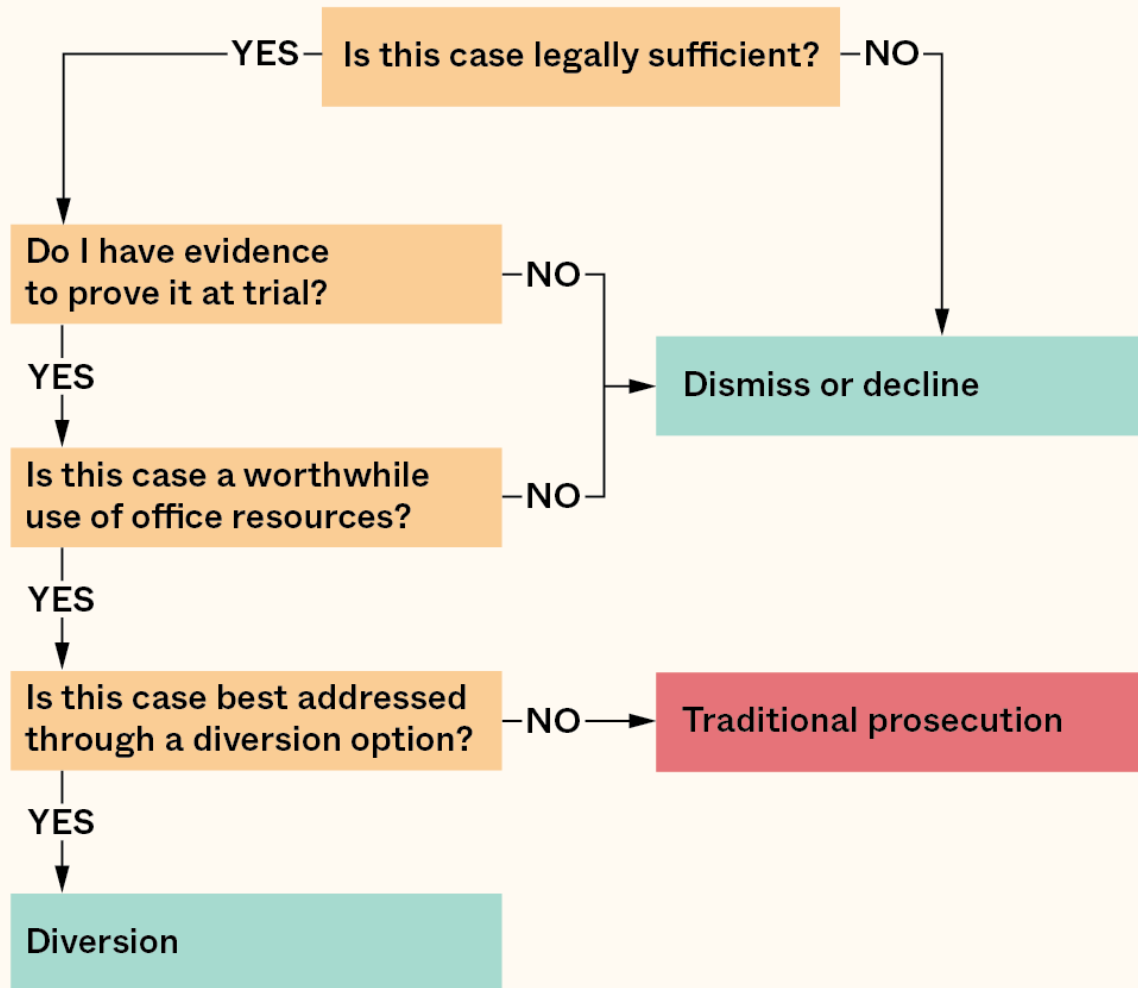 YES
Is this case legally sufficient?
NO
Do I have evidence
to prove it at trial?
NO
YES
Dismiss or decline
Is this case a worthwhile
use of office resources?
NO
YES
Is this case best addressed
through a diversion option?
NO
Traditional prosecution
YES
Diversion